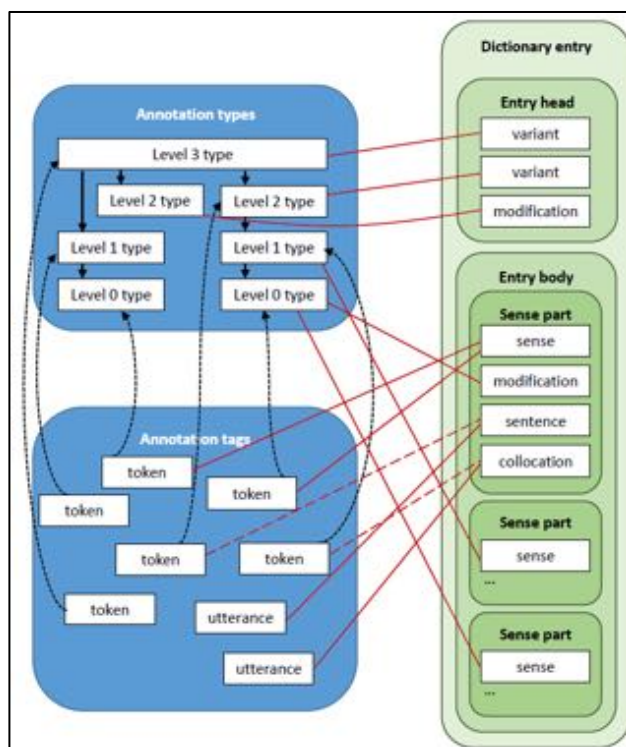 Annotation types
Level 3 type
Level 2 type
Level 2 type
Level 1 type
Level 1 type
Level 0 type
Level 0 type
Annotation tags
token
token
token
token
token
token
utterance
utterance
Dictionary entry
Entry head
variant
variant
modification
Entry body
Sense part
sense
modification
sentence
collocation
Sense part
sense
...
Sense part
sense
...